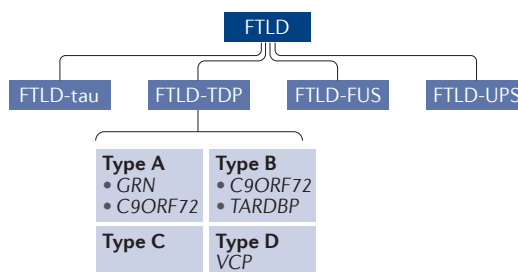 FTLD
FTLD-tau
FTLD-TDP
FTLD-FUS
FTLD-UPS
Type A
• GRN
• C9ORF72
Type B
• C9ORF72
• TARDBP
Type C
Type D
VCP